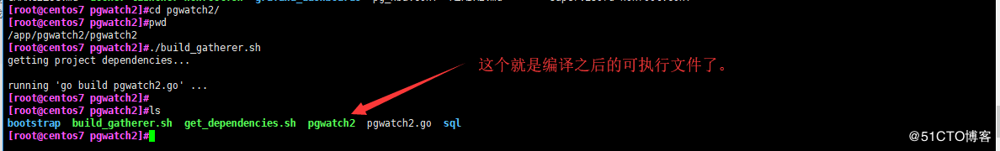 [root@centos7 pgwatch2]#cd pgwatch2/
[root@centos7 pgwatch2]#pwd
/app/pgwatch2/pgwatch2
[root@centos7 pgwatch2]#./build_gatherer.sh
getting project dependencies...
running 'go build pgwatch2.go' ...
[root@centos7 pgwatch2]#
[root@centos7 pgwatch2]#ls
bootstrap build_gatherer.sh get_dependencies.sh pgwatch2 pgwatch2.go sql
[root@centos7 pgwatch2]#
这个就是编译之后的可执行文件了。
@51CTO博客